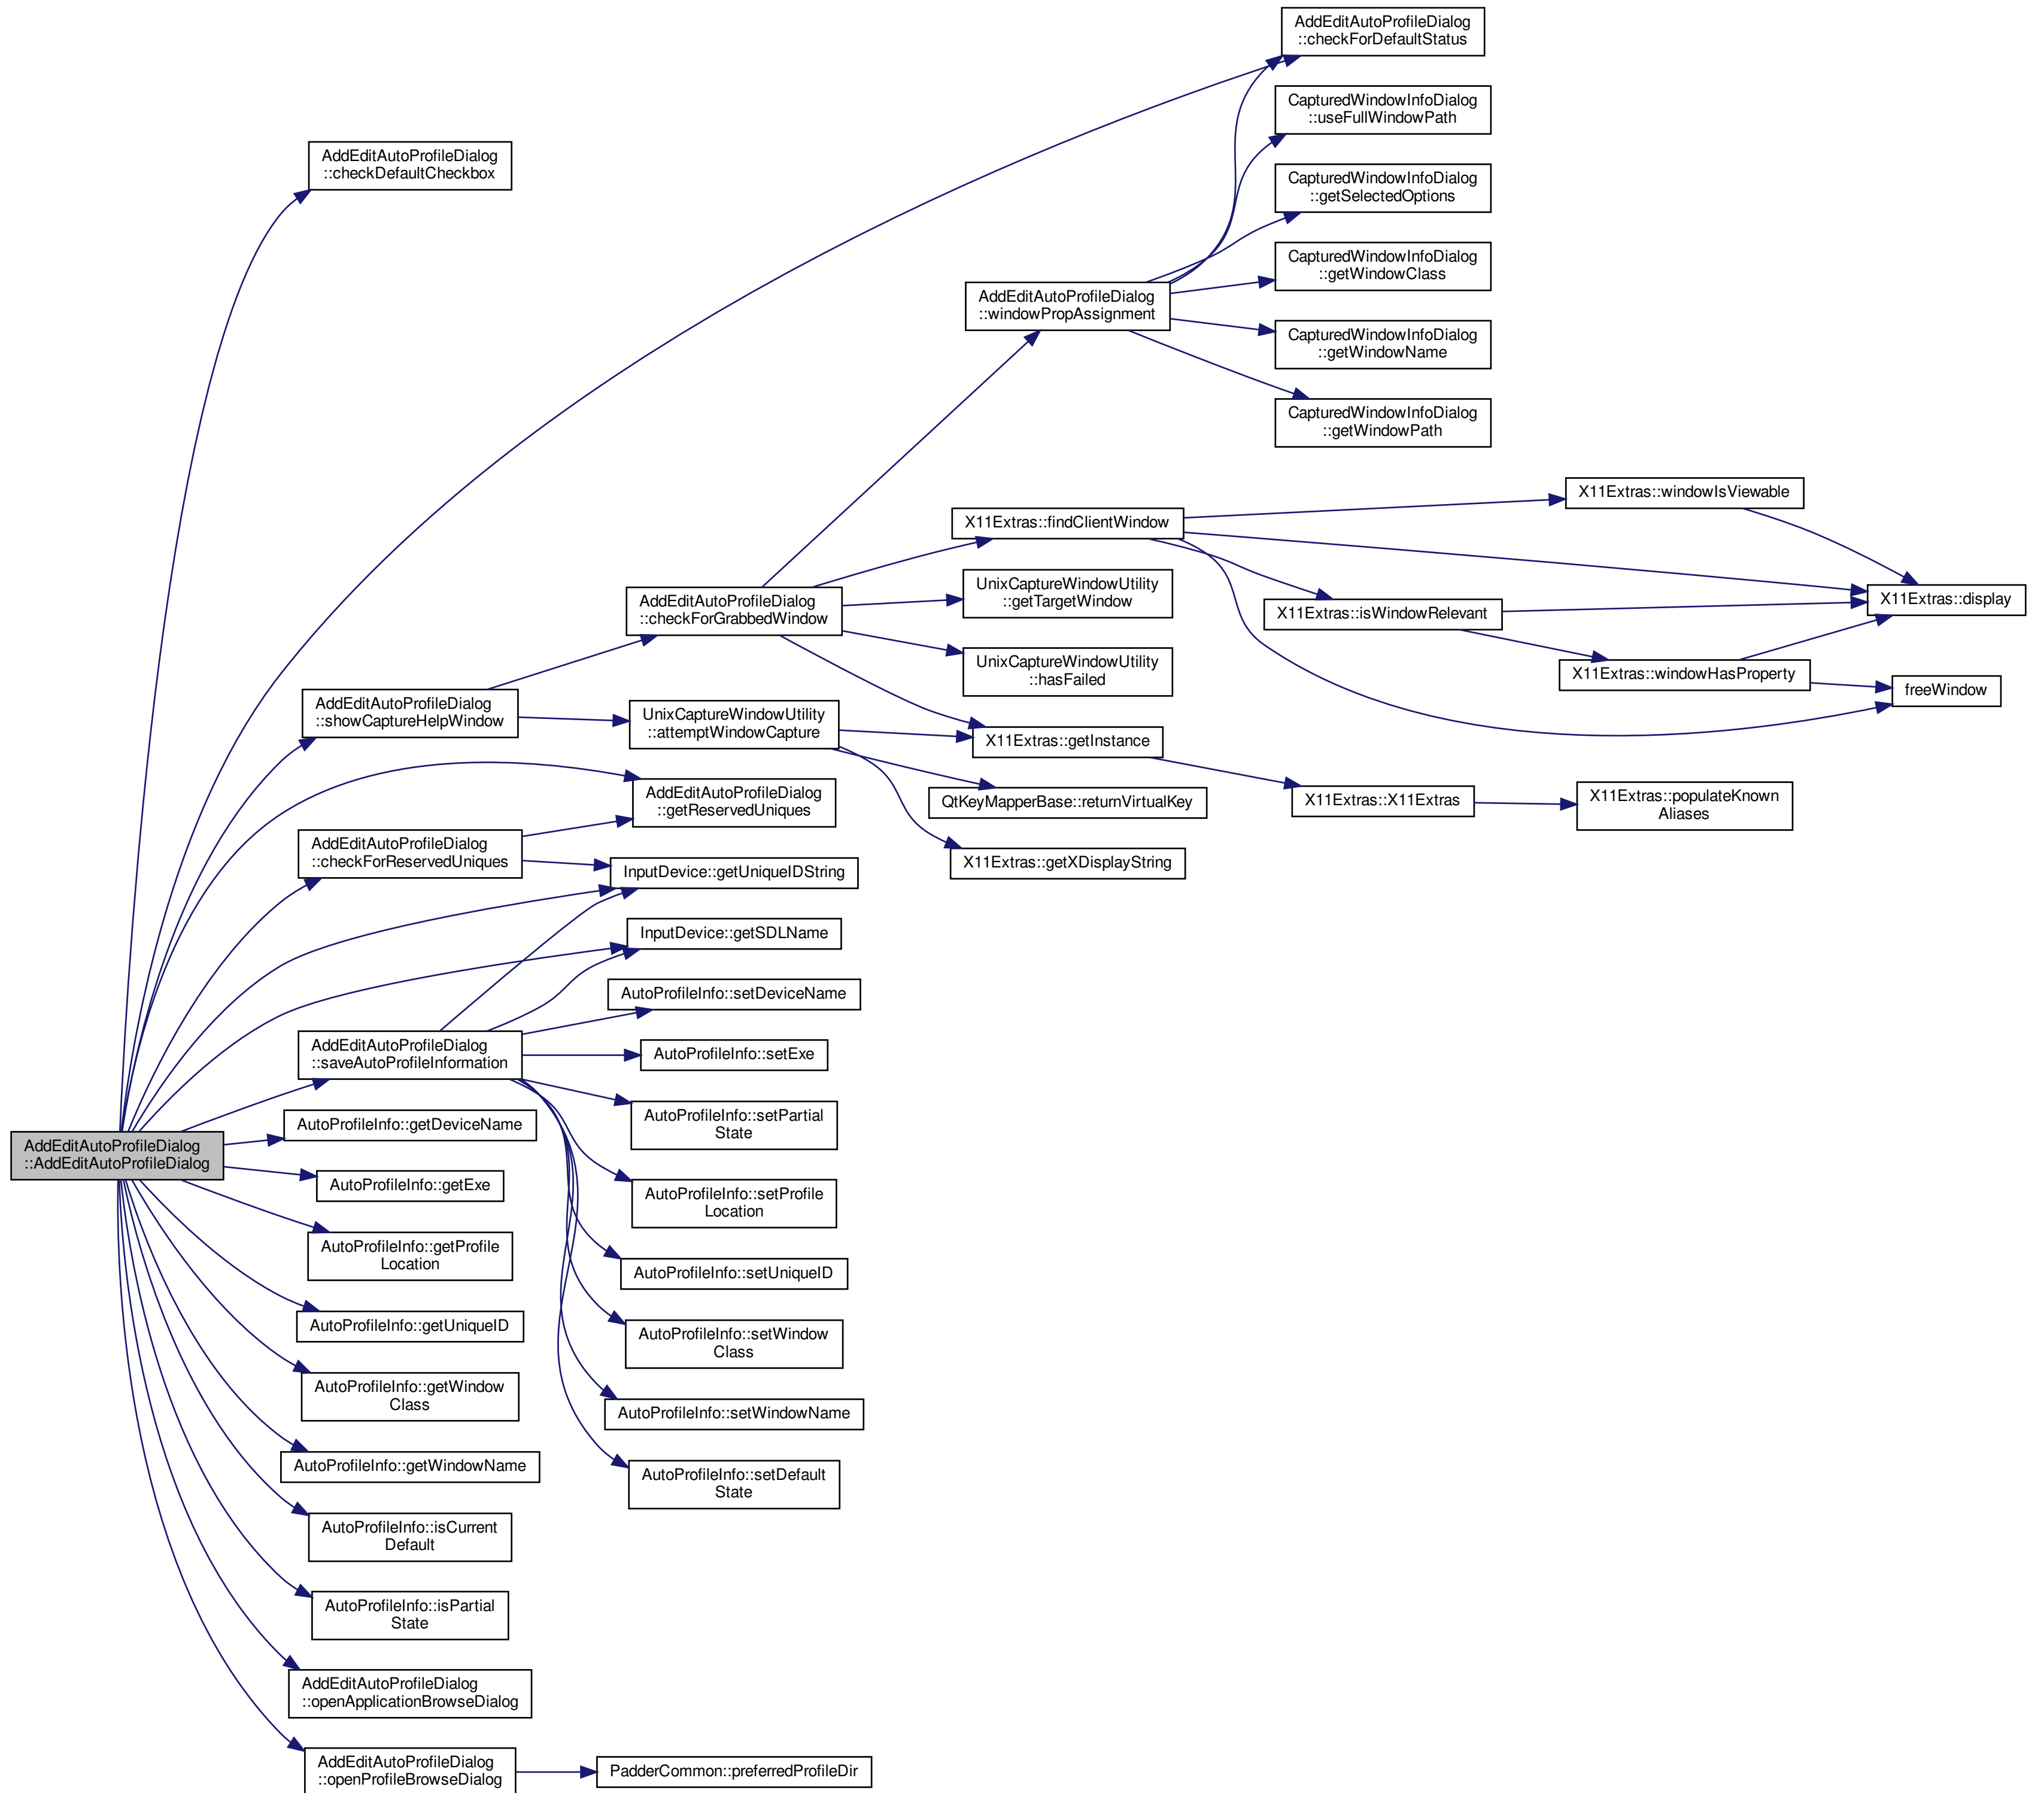 AddEditAutoProfileDialog
::AddEditAutoProfileDialog
AddEditAutoProfileDialog
::checkDefaultCheckbox
AddEditAutoProfileDialog
::showCaptureHelpWindow
AddEditAutoProfileDialog
::checkForReservedUniques
AddEditAutoProfileDialog
::saveAutoProfileInformation
AutoProfileInfo::getDeviceName
AutoProfileInfo::getExe
AutoProfileInfo::getProfile
Location
AutoProfileInfo::getUniqueID
AutoProfileInfo::getWindow
Class
AutoProfileInfo::getWindowName
AutoProfileInfo::isCurrent
Default
AutoProfileInfo::isPartial
State
AddEditAutoProfileDialog
::openApplicationBrowseDialog
AddEditAutoProfileDialog
::openProfileBrowseDialog
AddEditAutoProfileDialog
::checkForGrabbedWindow
UnixCaptureWindowUtility
::attemptWindowCapture
AddEditAutoProfileDialog
::getReservedUniques
InputDevice::getUniqueIDString
InputDevice::getSDLName
AutoProfileInfo::setDeviceName
AutoProfileInfo::setExe
AutoProfileInfo::setPartial
State
AutoProfileInfo::setProfile
Location
AutoProfileInfo::setUniqueID
AutoProfileInfo::setWindow
Class
AutoProfileInfo::setWindowName
AutoProfileInfo::setDefault
State
PadderCommon::preferredProfileDir
AddEditAutoProfileDialog
::windowPropAssignment
X11Extras::findClientWindow
UnixCaptureWindowUtility
::getTargetWindow
UnixCaptureWindowUtility
::hasFailed
X11Extras::getInstance
QtKeyMapperBase::returnVirtualKey
X11Extras::getXDisplayString
AddEditAutoProfileDialog
::checkForDefaultStatus
CapturedWindowInfoDialog
::useFullWindowPath
CapturedWindowInfoDialog
::getSelectedOptions
CapturedWindowInfoDialog
::getWindowClass
CapturedWindowInfoDialog
::getWindowName
CapturedWindowInfoDialog
::getWindowPath
X11Extras::isWindowRelevant
X11Extras::X11Extras
X11Extras::windowIsViewable
X11Extras::windowHasProperty
X11Extras::populateKnown
Aliases
X11Extras::display
freeWindow